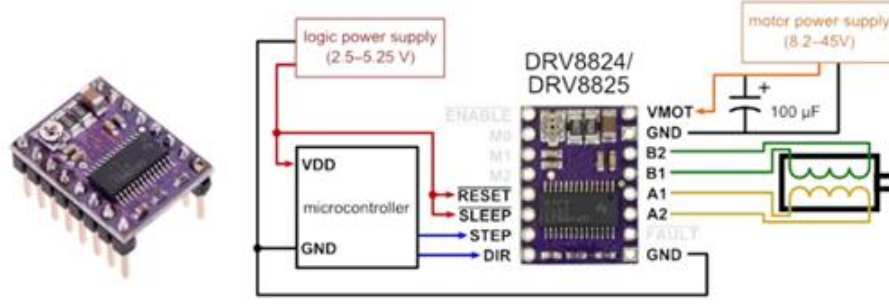 logic power supply
(2.5–5.25 V)
motor power supply
(8.2–45V)
DRV8824/
DRV8825
100 µF
+
microcontroller
VDD
GND
ENABLE
M0
M1
M2
RESET
SLEEP
STEP
DIR
VMOT
GND
B2
B1
A1
A2
FAULT
GND